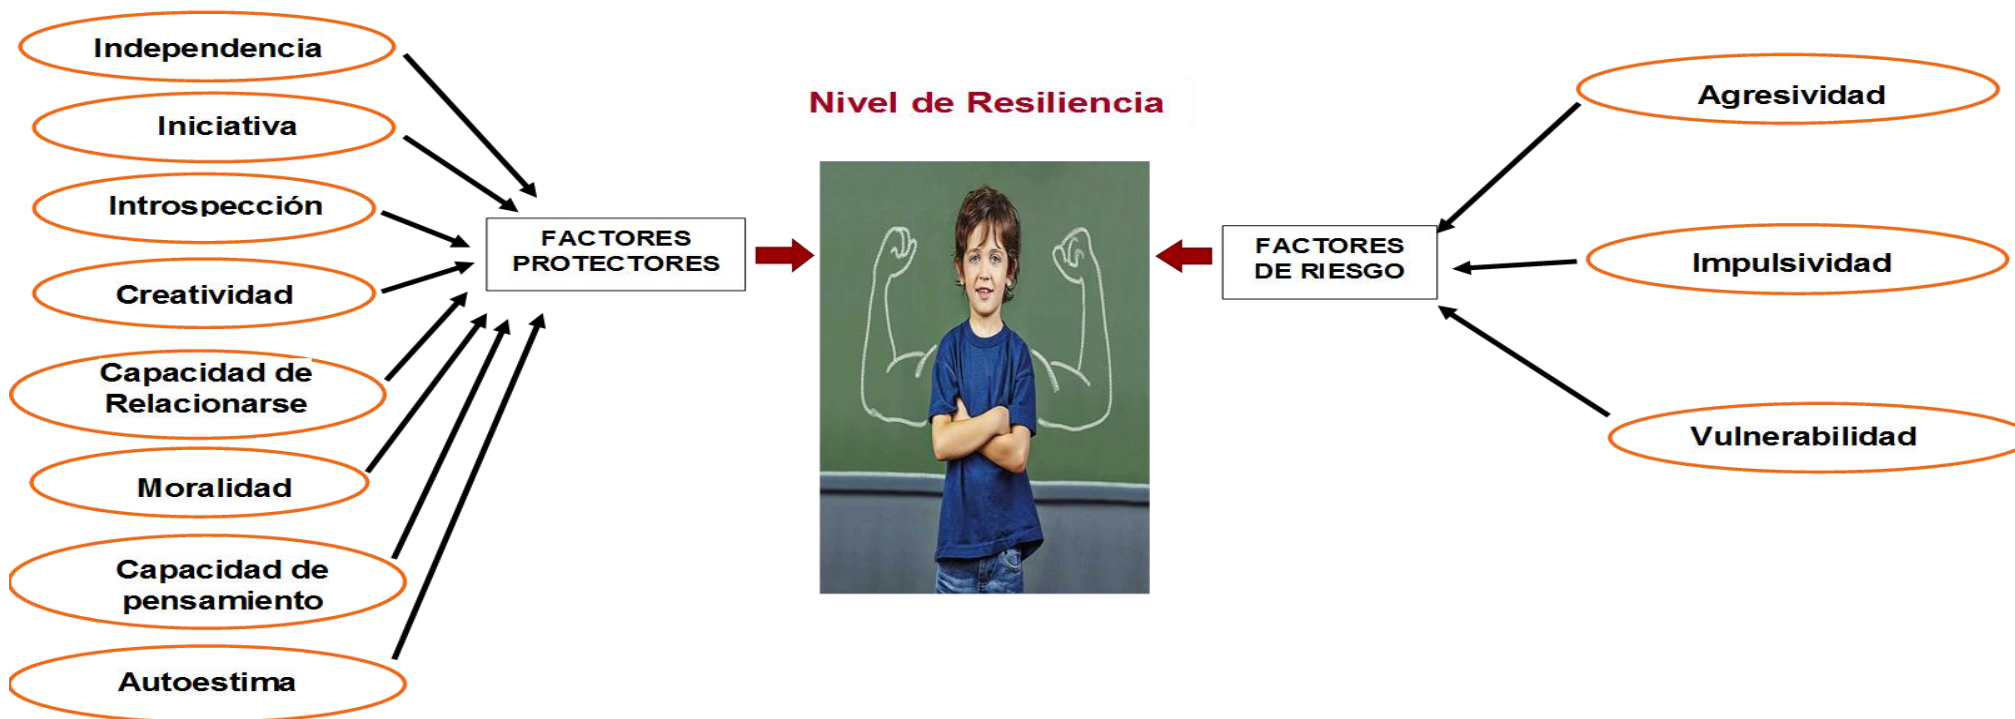 Independencia
Iniciativa
Introspección
Creatividad
Capacidad de
Relacionarse
Moralidad
Capacidad de
pensamiento
Autoestima
FACTORES
PROTECTORES
Nivel de Resiliencia
FACTORES
DE RIESGO
Agresividad
Impulsividad
Vulnerabilidad